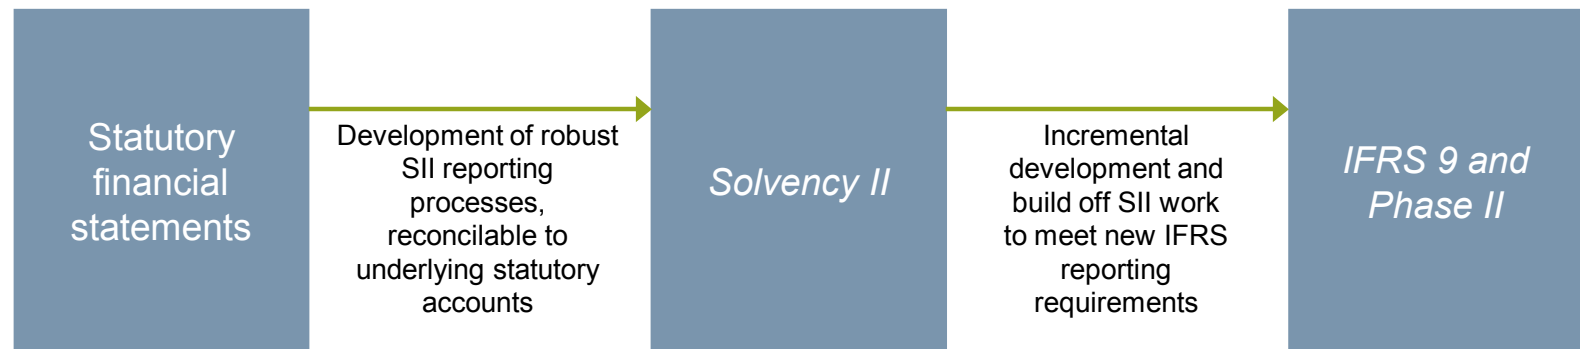 Statutory
financial
statements
Development of robust
SII reporting
processes,
reconcilable to
underlying statutory
accounts
Solvency II
Incremental
development and
build off SII work
to meet new IFRS
reporting
requirements
IFRS 9 and
Phase II